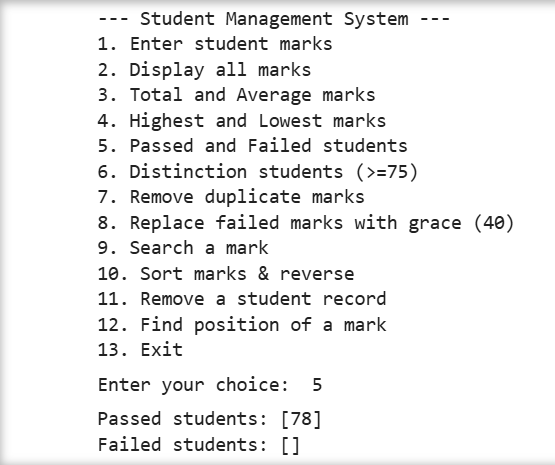 --- Student Management System ---
1. Enter student marks
2. Display all marks
3. Total and Average marks
4. Highest and Lowest marks
5. Passed and Failed students
6. Distinction students (>=75)
7. Remove duplicate marks
8. Replace failed marks with grace (40)
9. Search a mark
10. Sort marks & reverse
11. Remove a student record
12. Find position of a mark
13. Exit
Enter your choice:  5
Passed students: [78]
Failed students: []